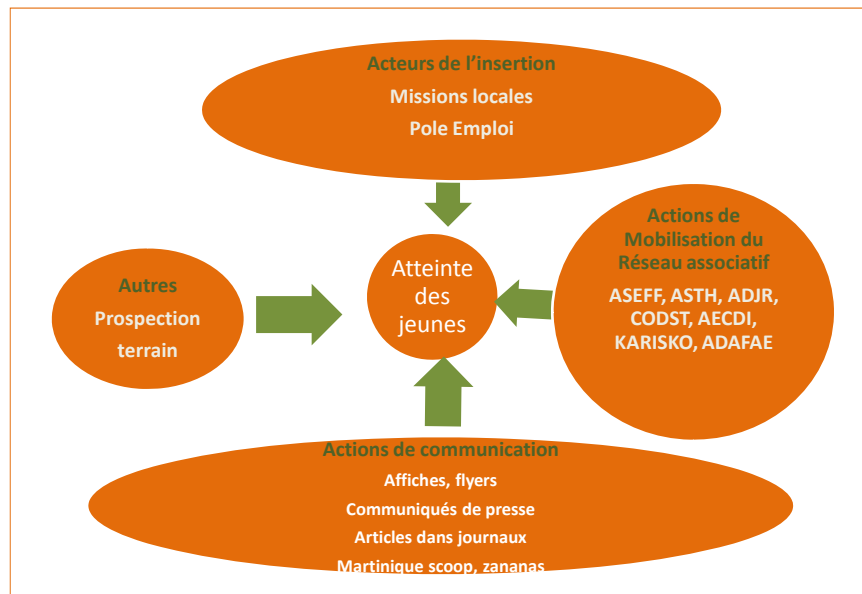 Acteurs de l'insertion
Missions locales
Pole Emploi
Actions de
Mobilisation du
Réseau associatif
ASEFF, ASTH, ADJR,
CODST, AECDI,
KARISKO, ADAFAE
Atteinte
des
jeunes
Autres
Prospection
terrain
Actions de communication
Affiches, flyers
Communiqués de presse
Articles dans journaux
Martinique scoop, zananas